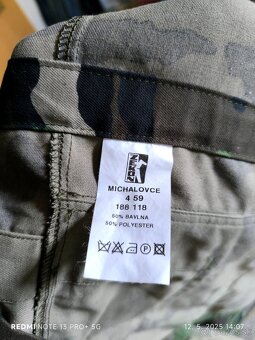 MICHALOVCE
4 59
188 118
50% BAVLNA
50% POLYESTER
REDMI NOTE 13 PRO+ 5G
12. 5. 2025 14:07